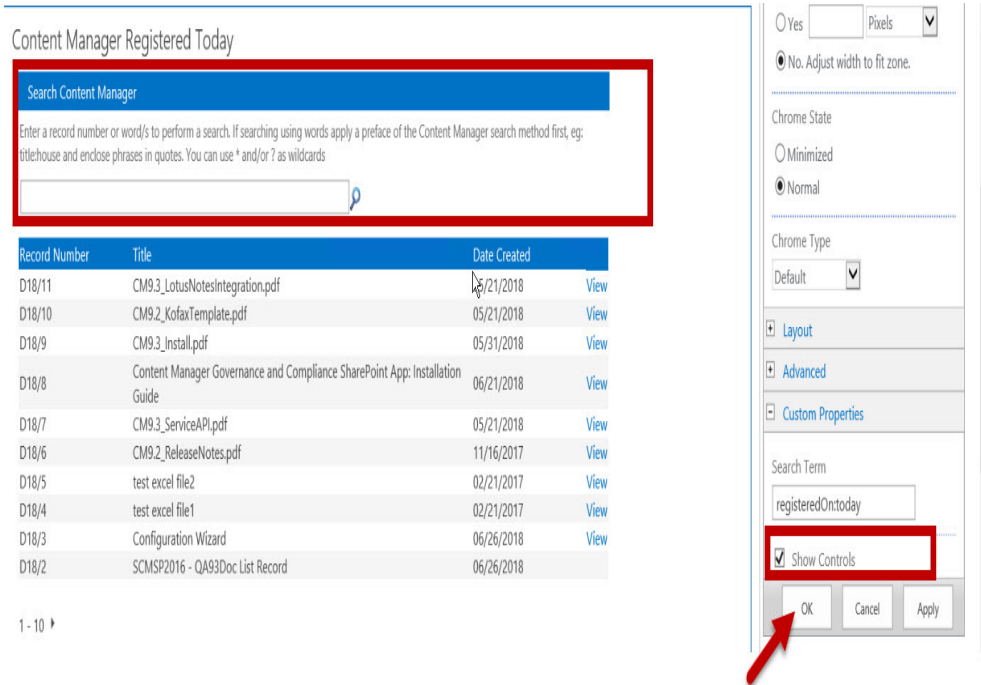 Content Manager Registered Today
Search Content Manager
Enter a record number or word/s to perform a search. If searching using words apply a preface of the Content Manager search method first, eg:
title:house and enclose phrases in quotes. You can use * and/or ? as wildcards
Record Number Title Date Created
D18/11 CM9.3_LotusNotesIntegration.pdf 05/21/2018 View
D18/10 CM9.2_KofaxTemplate.pdf 05/21/2018 View
D18/9 CM9.3_Install.pdf 05/31/2018 View
D18/8 Content Manager Governance and Compliance SharePoint App: Installation
Guide 06/21/2018 View
D18/7 CM9.3_ServiceAPI.pdf 05/21/2018 View
D18/6 CM9.2_ReleaseNotes.pdf 11/16/2017 View
D18/5 test excel file2 02/21/2017 View
D18/4 test excel file1 02/21/2017 View
D18/3 Configuration Wizard 06/26/2018 View
D18/2 SCMSP2016 - QA93Doc List Record 06/26/2018
1 - 10
Yes Pixels
No. Adjust width to fit zone.
Chrome State
Minimized
Normal
Chrome Type
Default
Layout
Advanced
Custom Properties
Search Term
registeredOn:today
Show Controls
OK Cancel Apply